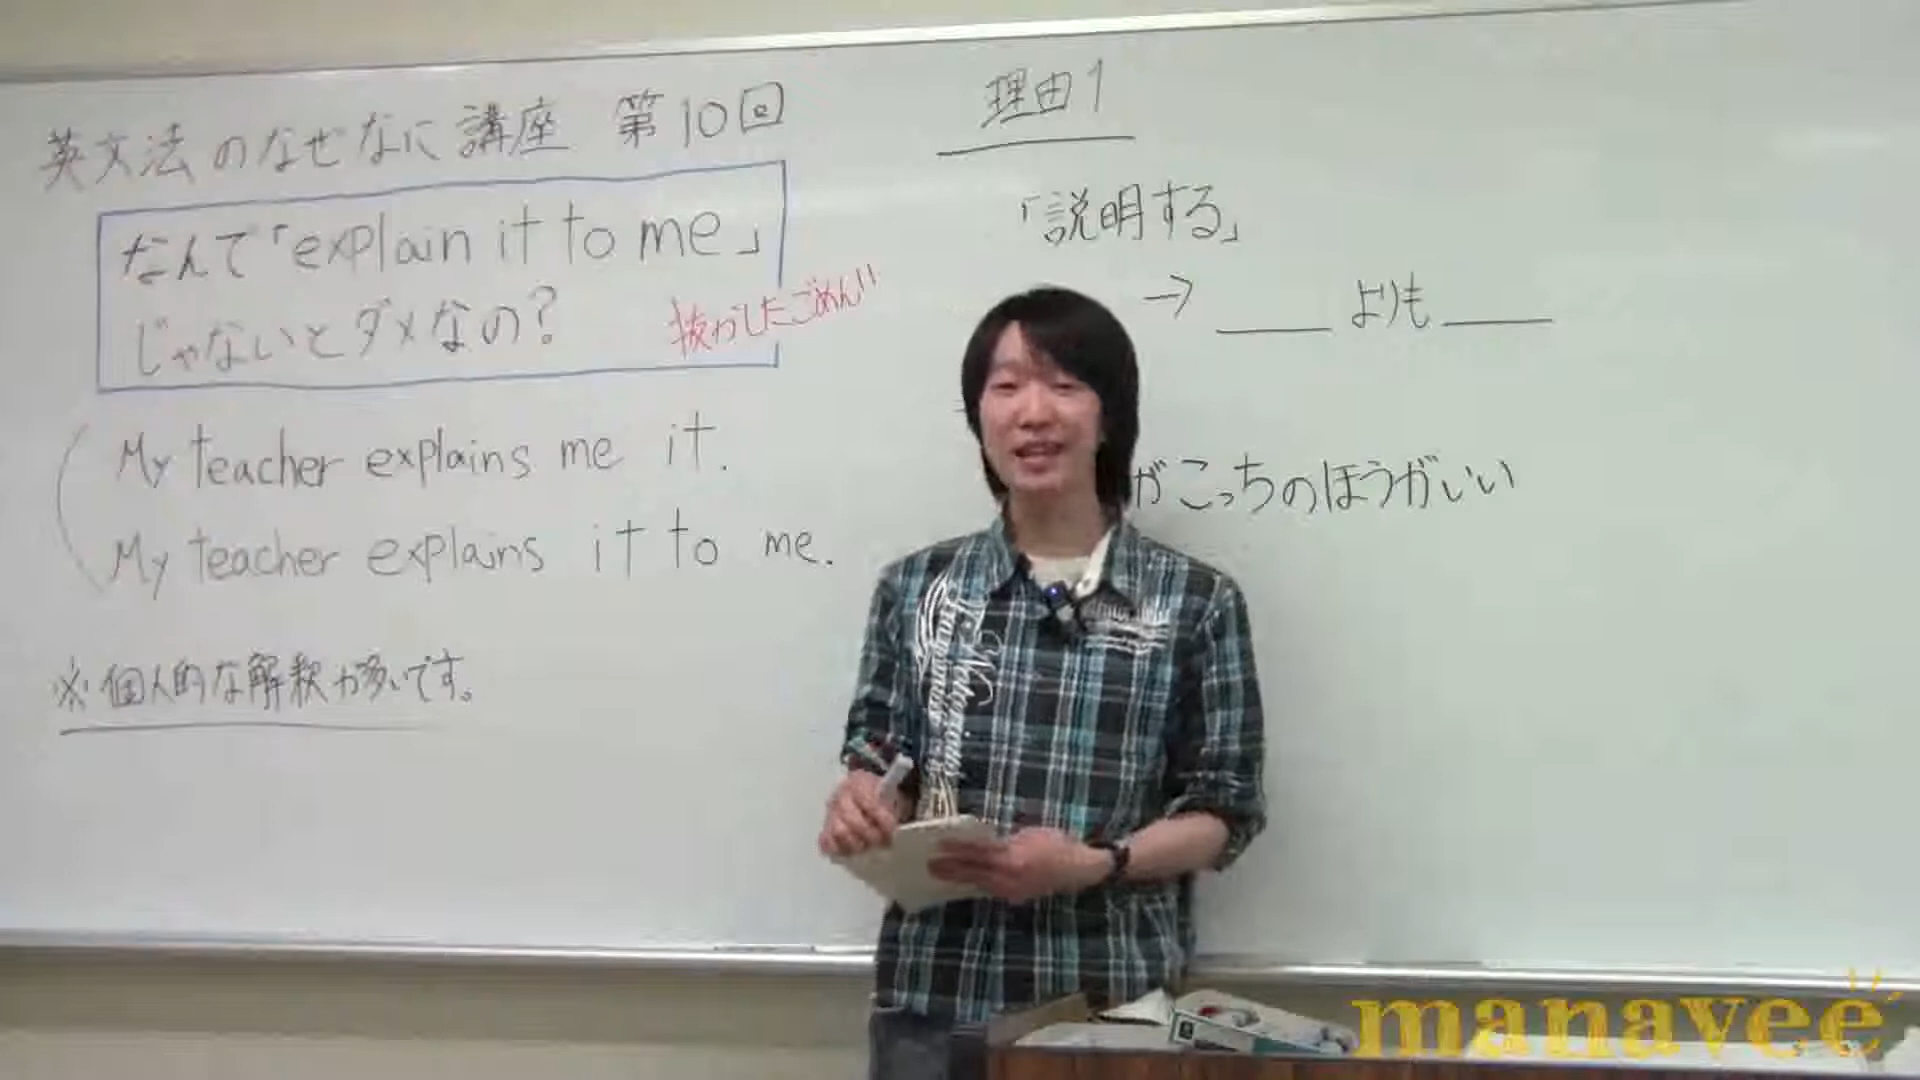 英文法のなぜなに講座 第10回
なんで「explain it to me」
じゃないとダメなの?
抜かしたごめん!!
My teacher explains me it.
My teacher explains it to me.
※個人的な解釈が多いです。
理由1
「説明する」
→ ____ よりも ____
がこっちのほうがいい
manavee